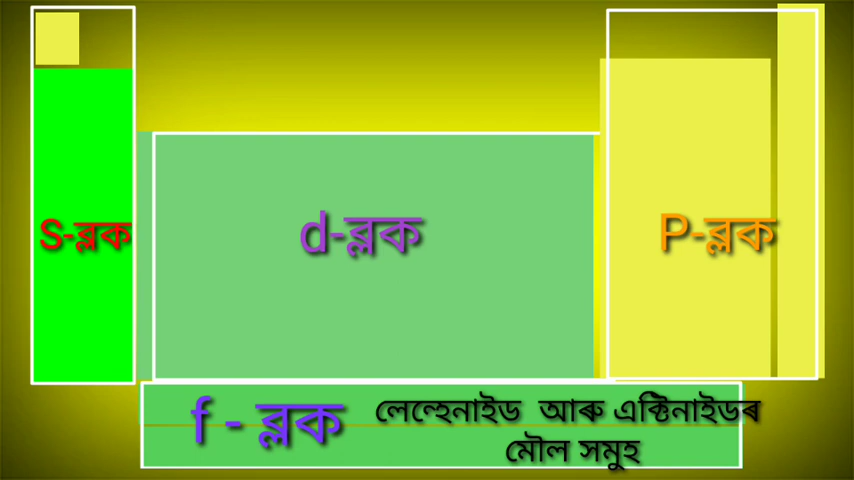 S-ব্লক
d-ব্লক
P-ব্লক
f - ব্লক
লেন্হেনাইড আৰু এক্টিনাইডৰ
মৌল সমুহ